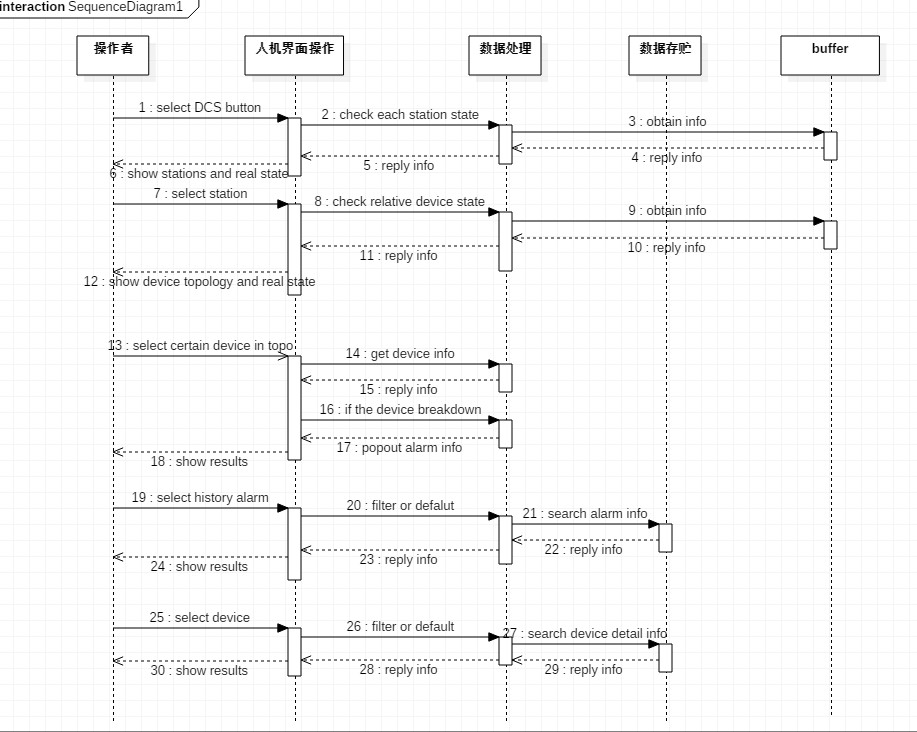 interaction SequenceDiagram1
操作者
人机界面操作
数据处理
数据存贮
buffer
1 : select DCS button
2 : check each station state
3 : obtain info
4 : reply info
5 : reply info
6 : show stations and real state
7 : select station
8 : check relative device state
9 : obtain info
10 : reply info
11 : reply info
12 : show device topology and real state
13 : select certain device in topo
14 : get device info
15 : reply info
16 : if the device breakdown
17 : popout alarm info
18 : show results
19 : select history alarm
20 : filter or defalut
21 : search alarm info
22 : reply info
23 : reply info
24 : show results
25 : select device
26 : filter or default
27 : search device detail info
28 : reply info
29 : reply info
30 : show results